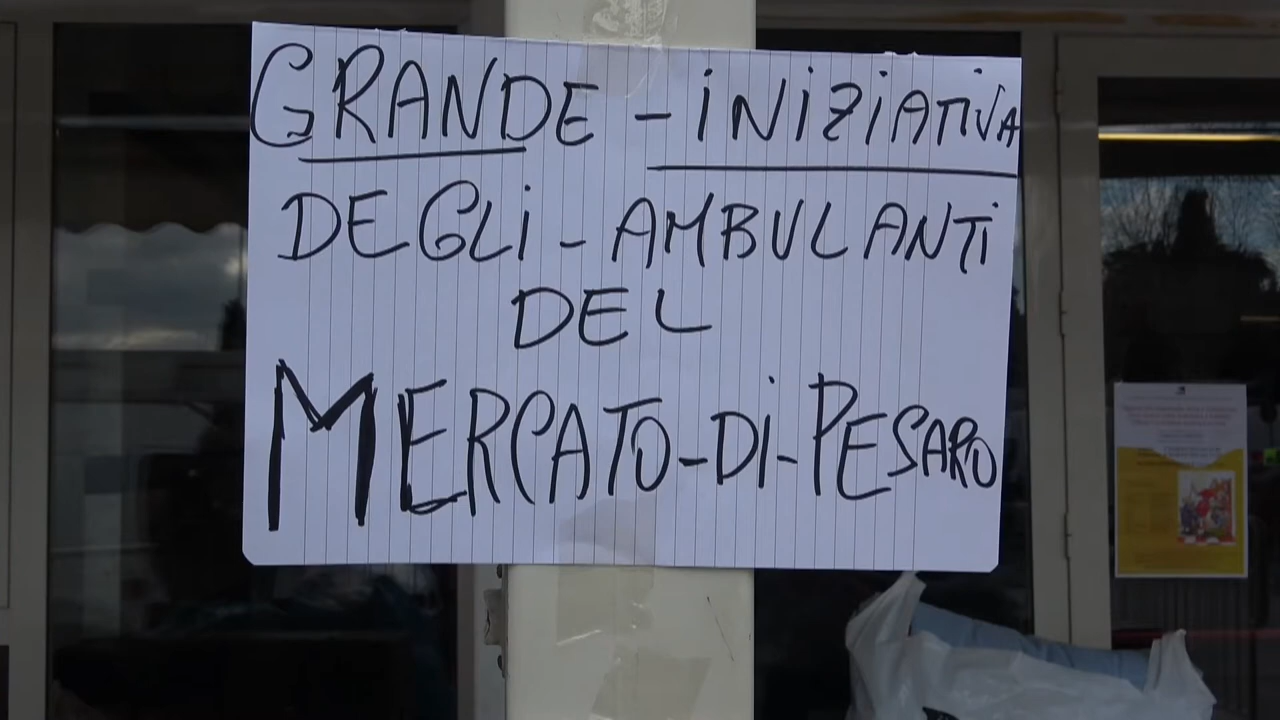 GRANDE - INIZIATIVA
DEGLI - AMBULANTI
DEL
MERCATO - DI - PESARO